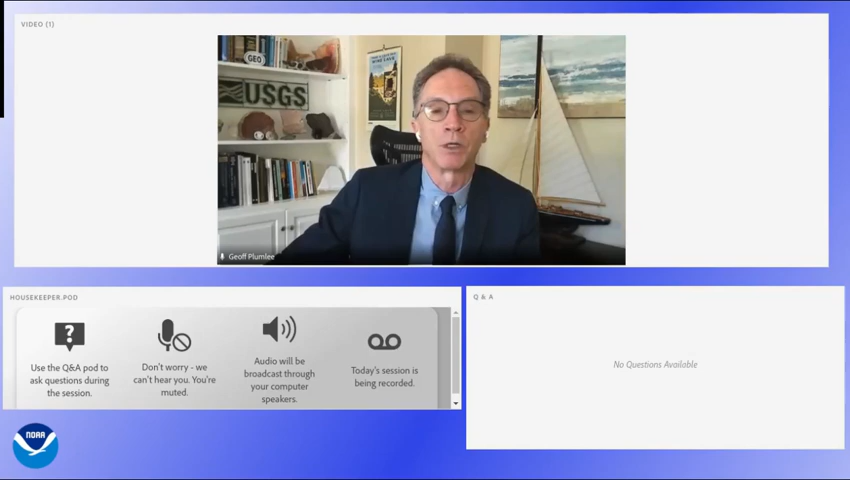 VIDEO (1)
GEO
USGS
Geoff Plumlee
HOUSEKEEPER.POD
Use the Q&A pod to
ask questions during
the session.
Don't worry - we
can't hear you. You're
muted.
Audio will be
broadcast through
your computer
speakers.
Today's session is
being recorded.
Q & A
No Questions Available
NOAA